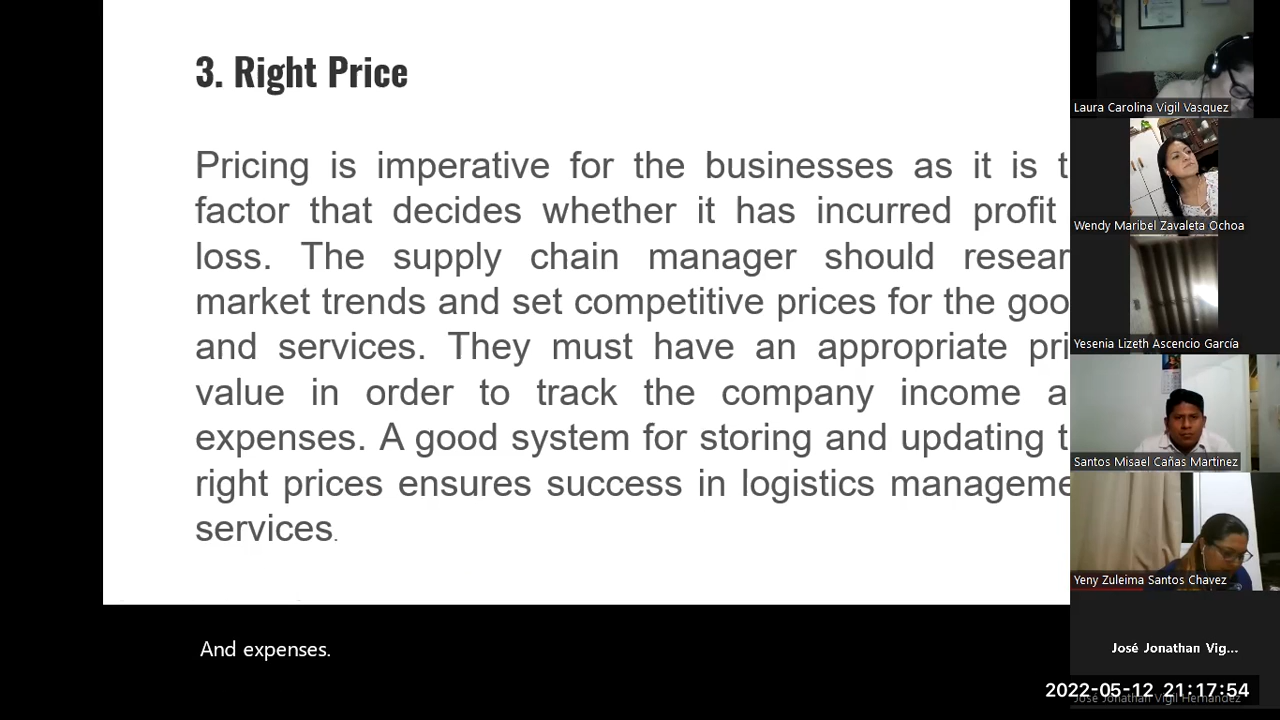 3. Right Price
Pricing is imperative for the businesses as it is t
factor that decides whether it has incurred profit
loss. The supply chain manager should resear
market trends and set competitive prices for the goo
and services. They must have an appropriate pri
value in order to track the company income a
expenses. A good system for storing and updating t
right prices ensures success in logistics manageme
services.
And expenses.
Laura Carolina Vigil Vasquez
Wendy Maribel Zavaleta Ochoa
Yesenia Lizeth Ascencio García
Santos Misael Cañas Martínez
Yeny Zuleima Santos Chavez
José Jonathan Vig...
José Jonathan Vigil Hernández
2022-05-12 21:17:54